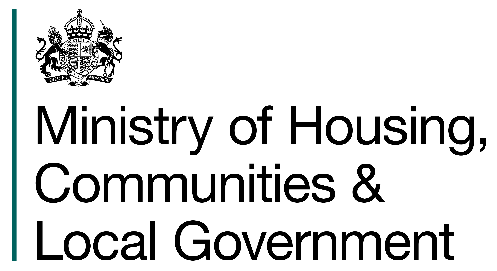 Ministry of Housing,
Communities &
Local Government